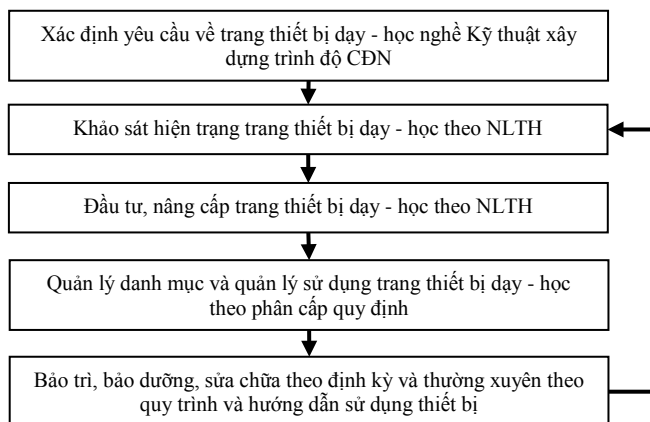 Xác định yêu cầu về trang thiết bị dạy - học nghề Kỹ thuật xây
dựng trình độ CĐN
Khảo sát hiện trạng trang thiết bị dạy - học theo NLTH
Đầu tư, nâng cấp trang thiết bị dạy - học theo NLTH
Quản lý danh mục và quản lý sử dụng trang thiết bị dạy - học
theo phân cấp quy định
Bảo trì, bảo dưỡng, sửa chữa theo định kỳ và thường xuyên theo
quy trình và hướng dẫn sử dụng thiết bị